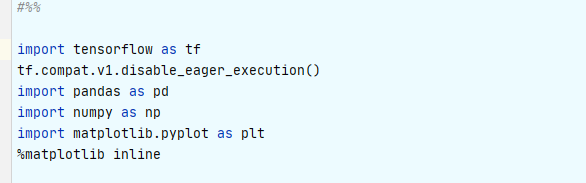 #%%
import tensorflow as tf
tf.compat.v1.disable_eager_execution()
import pandas as pd
import numpy as np
import matplotlib.pyplot as plt
%matplotlib inline